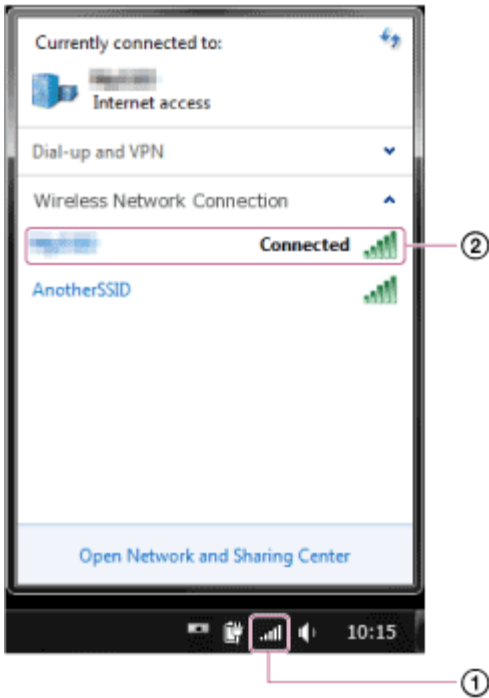 Currently connected to:
Internet access
Dial-up and VPN
Wireless Network Connection
Connected
②
AnotherSSID
Open Network and Sharing Center
10:15
①